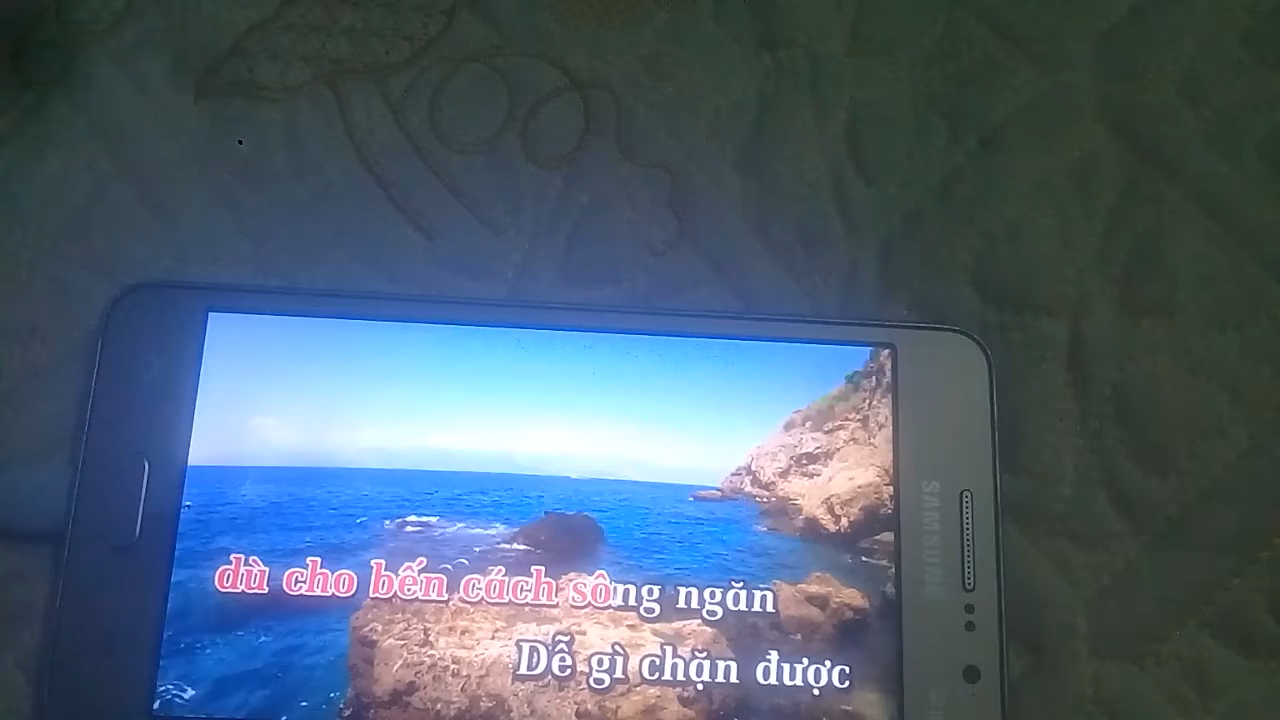 dù cho bến cách sông ngăn
Dễ gì chặn được
SAMSUNG